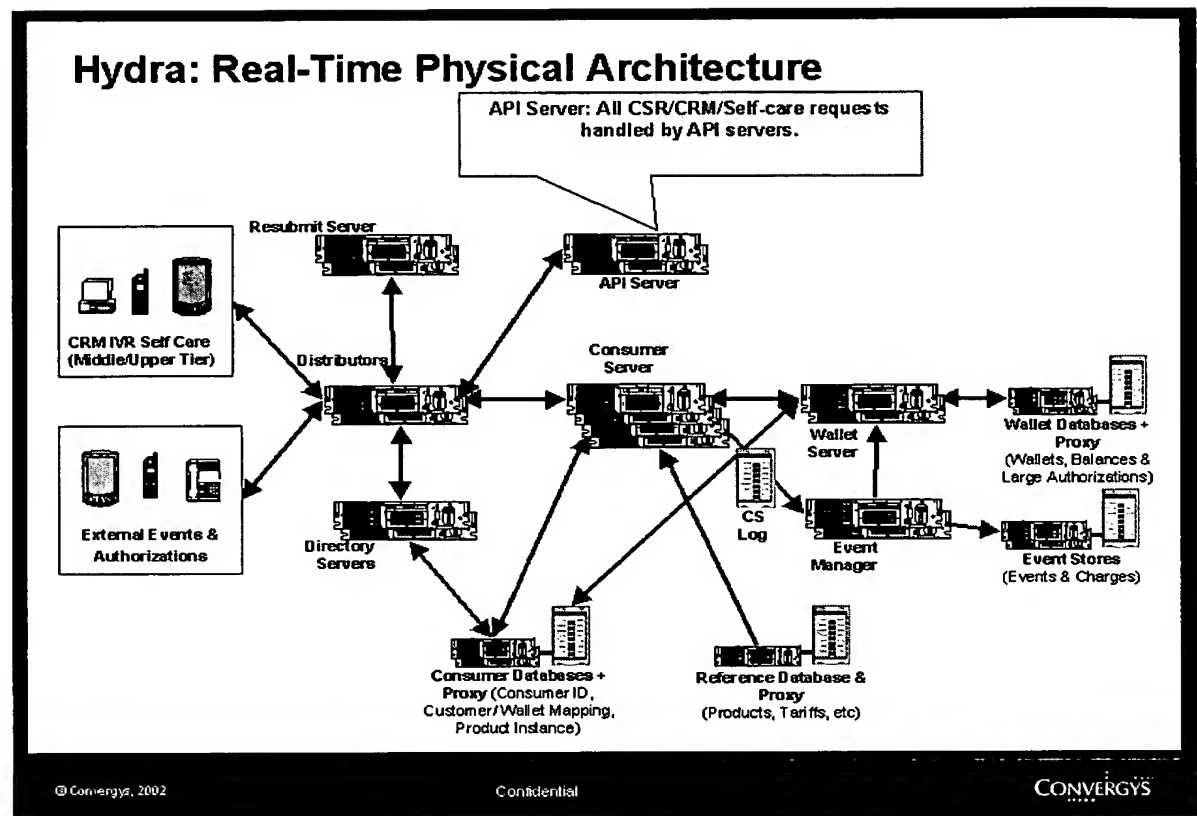 Hydra: Real-Time Physical Architecture
API Server: All CSR/CRM/Self-care requests
handled by API servers.
Resubmit Server
API Server
CRM IVR Self Care
(Middle/Upper Tier)
Distributors
Consumer
Server
Wallet
Server
Wallet Databases +
Proxy
(Wallets, Balances &
Large Authorizations)
External Events &
Authorizations
Directory
Servers
CS
Log
Event
Manager
Event Stores
(Events & Charges)
Consumer Databases +
Proxy (Consumer ID,
Customer/Wallet Mapping,
Product Instance)
Reference Database &
Proxy
(Products, Tariffs, etc)
© Convergys, 2002
Confidential
CONVERGYS